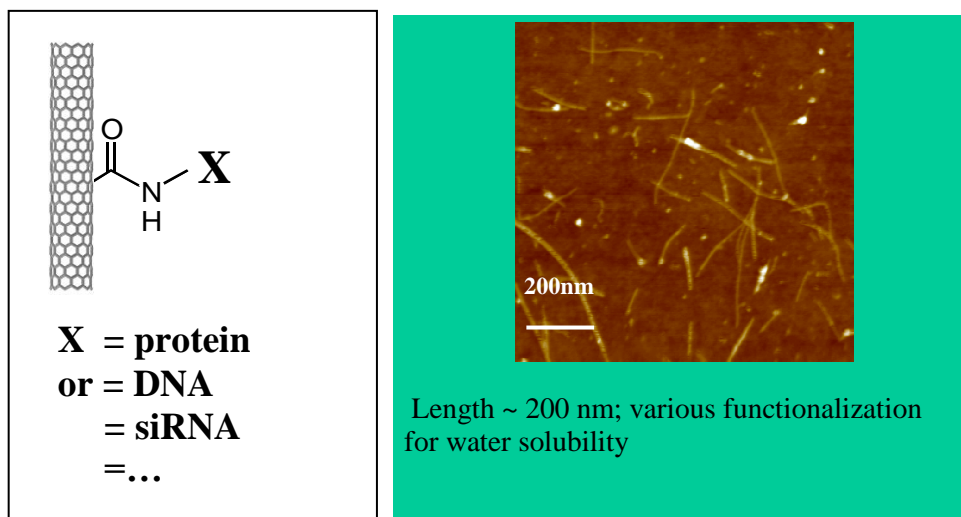 O
N
H
X
X = protein
or = DNA
= siRNA
=...
200nm
Length ~ 200 nm; various functionalization
for water solubility